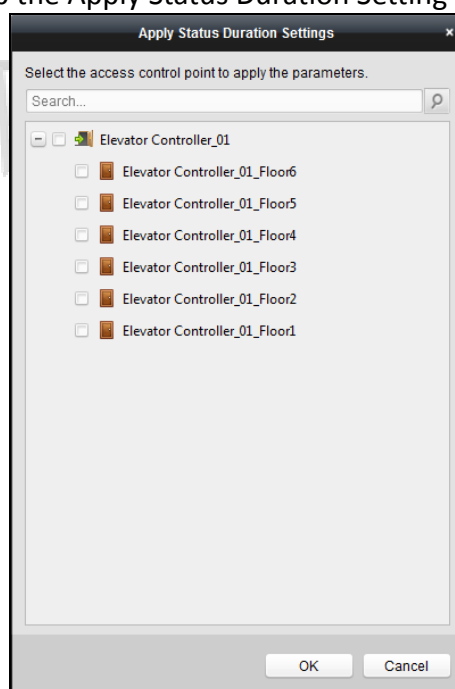 the Apply Status Duration Setting
Apply Status Duration Settings ×
Select the access control point to apply the parameters.
Search...
Elevator Controller_01
Elevator Controller_01_Floor6
Elevator Controller_01_Floor5
Elevator Controller_01_Floor4
Elevator Controller_01_Floor3
Elevator Controller_01_Floor2
Elevator Controller_01_Floor1
OK Cancel